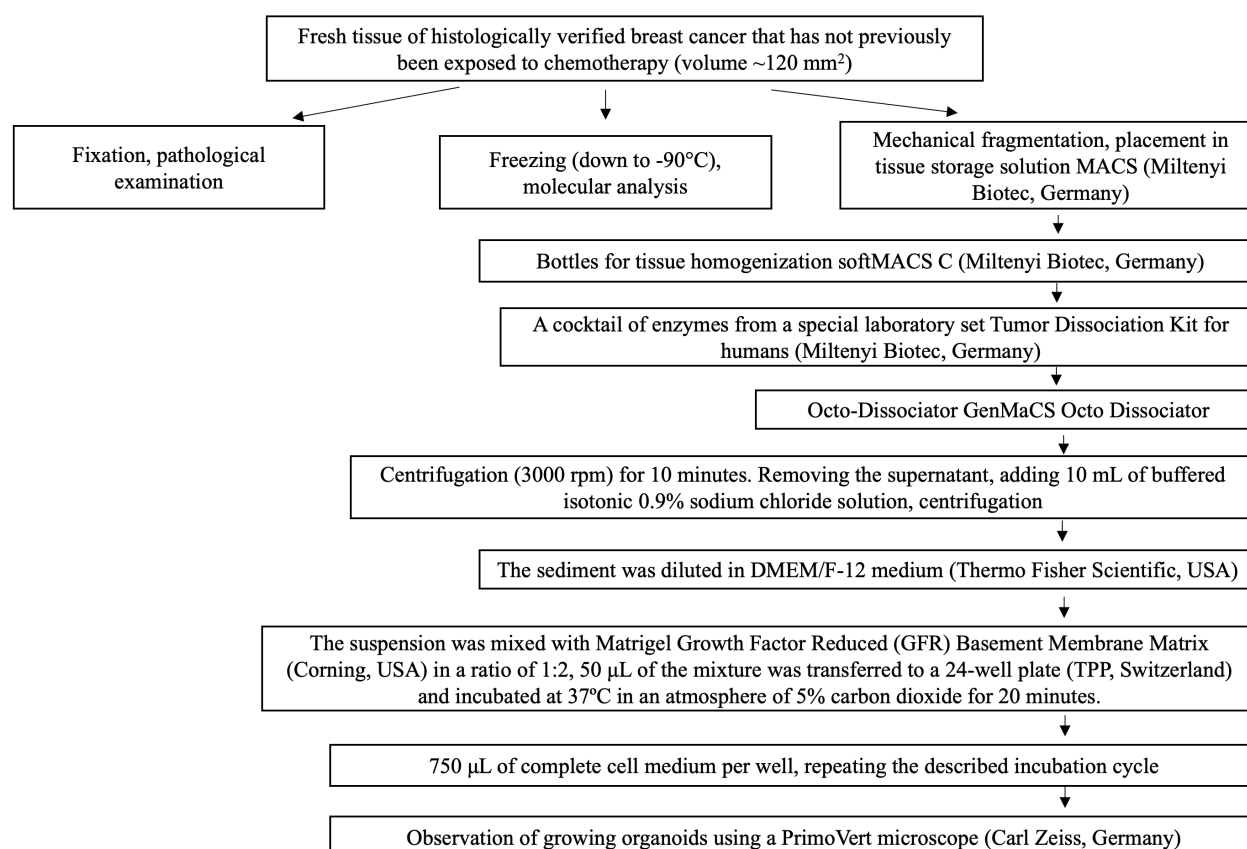 Fresh tissue of histologically verified breast cancer that has not previously
been exposed to chemotherapy (volume ~120 mm²)
Fixation, pathological
examination
Freezing (down to -90°C),
molecular analysis
Mechanical fragmentation, placement in
tissue storage solution MACS (Miltenyi
Biotec, Germany)
Bottles for tissue homogenization softMACS C (Miltenyi Biotec, Germany)
A cocktail of enzymes from a special laboratory set Tumor Dissociation Kit for
humans (Miltenyi Biotec, Germany)
Octo-Dissociator GenMaCS Octo Dissociator
Centrifugation (3000 rpm) for 10 minutes. Removing the supernatant, adding 10 mL of buffered
isotonic 0.9% sodium chloride solution, centrifugation
The sediment was diluted in DMEM/F-12 medium (Thermo Fisher Scientific, USA)
The suspension was mixed with Matrigel Growth Factor Reduced (GFR) Basement Membrane Matrix
(Corning, USA) in a ratio of 1:2, 50 μL of the mixture was transferred to a 24-well plate (TPP, Switzerland)
and incubated at 37ºC in an atmosphere of 5% carbon dioxide for 20 minutes.
750 μL of complete cell medium per well, repeating the described incubation cycle
Observation of growing organoids using a PrimoVert microscope (Carl Zeiss, Germany)